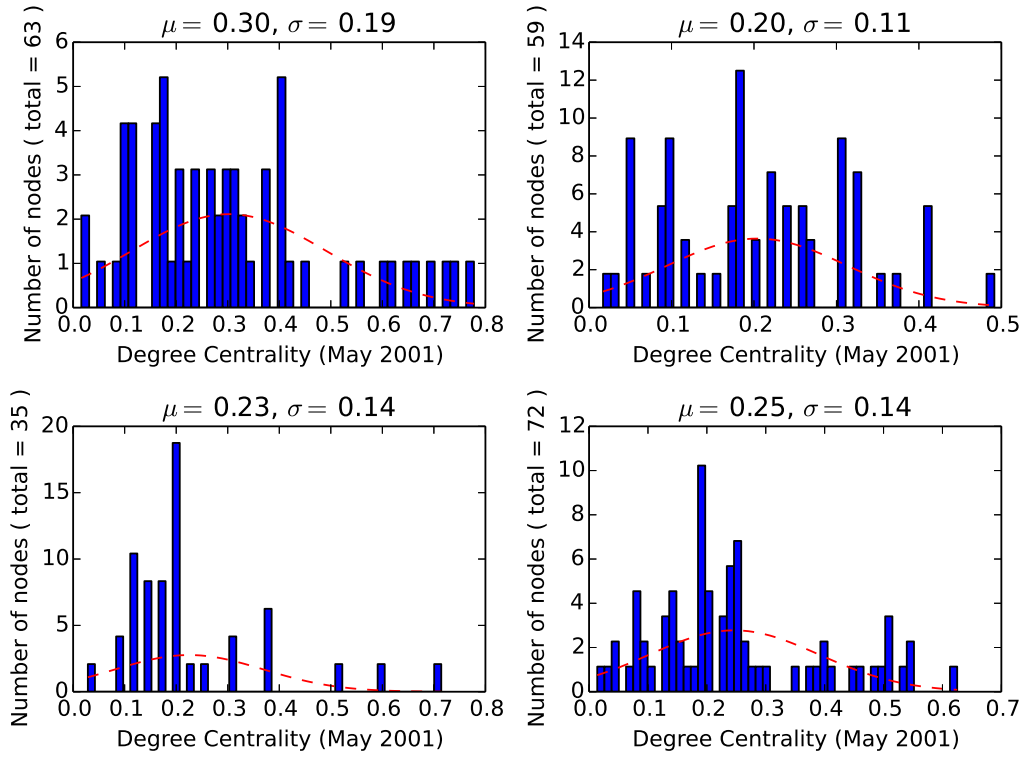 μ = 0.30, σ = 0.19
Number of nodes ( total = 63 )
6
5
4
3
2
1
0
0.0 0.1 0.2 0.3 0.4 0.5 0.6 0.7 0.8
Degree Centrality (May 2001)
μ = 0.20, σ = 0.11
Number of nodes ( total = 59 )
14
12
10
8
6
4
2
0
0.0 0.1 0.2 0.3 0.4 0.5
Degree Centrality (May 2001)
μ = 0.23, σ = 0.14
Number of nodes ( total = 35 )
20
15
10
5
0
0.0 0.1 0.2 0.3 0.4 0.5 0.6 0.7 0.8
Degree Centrality (May 2001)
μ = 0.25, σ = 0.14
Number of nodes ( total = 72 )
12
10
8
6
4
2
0
0.0 0.1 0.2 0.3 0.4 0.5 0.6 0.7
Degree Centrality (May 2001)